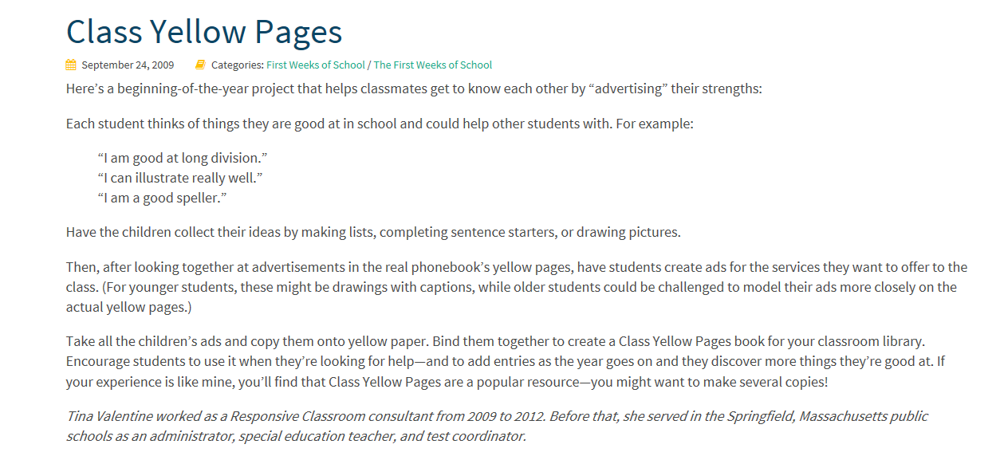 Class Yellow Pages
September 24, 2009 Categories: First Weeks of School / The First Weeks of School
Here’s a beginning-of-the-year project that helps classmates get to know each other by “advertising” their strengths:
Each student thinks of things they are good at in school and could help other students with. For example:
“I am good at long division.”
“I can illustrate really well.”
“I am a good speller.”
Have the children collect their ideas by making lists, completing sentence starters, or drawing pictures.
Then, after looking together at advertisements in the real phonebook’s yellow pages, have students create ads for the services they want to offer to the
class. (For younger students, these might be drawings with captions, while older students could be challenged to model their ads more closely on the
actual yellow pages.)
Take all the children’s ads and copy them onto yellow paper. Bind them together to create a Class Yellow Pages book for your classroom library.
Encourage students to use it when they’re looking for help—and to add entries as the year goes on and they discover more things they’re good at. If
your experience is like mine, you’ll find that Class Yellow Pages are a popular resource—you might want to make several copies!
Tina Valentine worked as a Responsive Classroom consultant from 2009 to 2012. Before that, she served in the Springfield, Massachusetts public
schools as an administrator, special education teacher, and test coordinator.